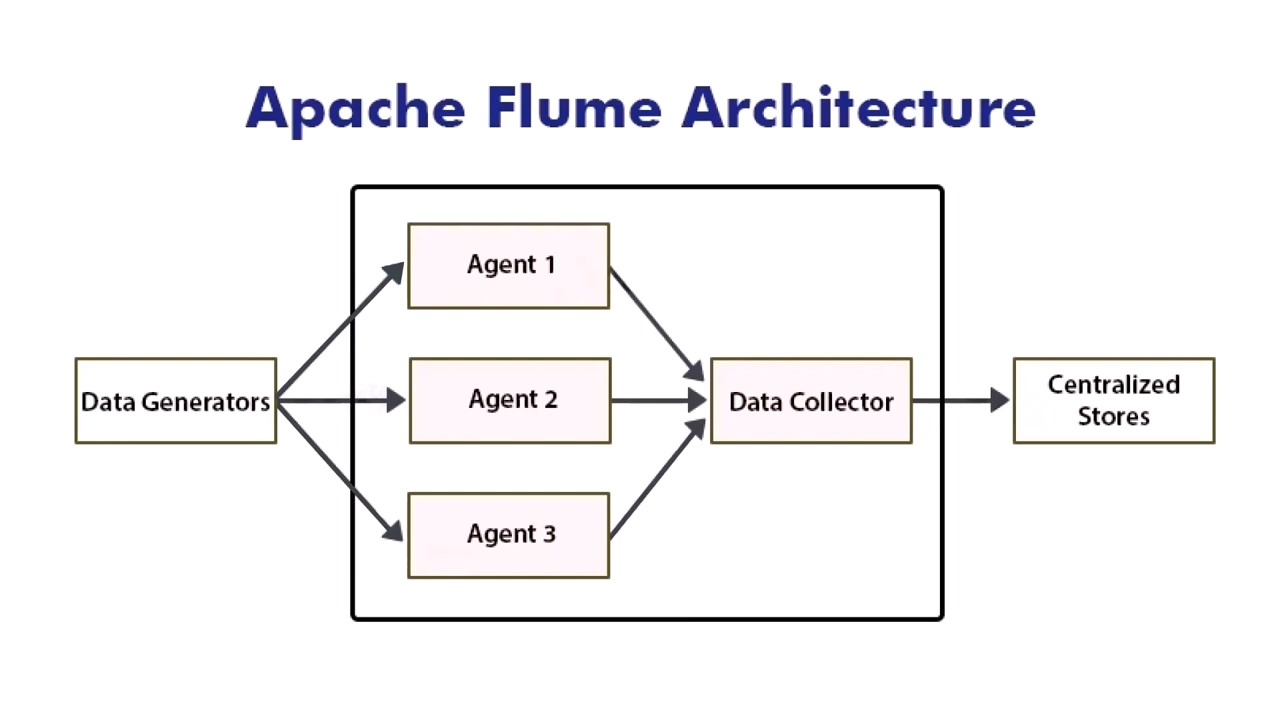 Apache Flume Architecture
Agent 1
Data Generators
Agent 2
Data Collector
Centralized
Stores
Agent 3